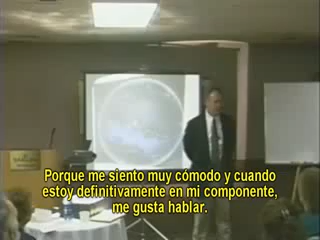 Porque me siento muy cómodo y cuando
estoy definitivamente en mi componente,
me gusta hablar.